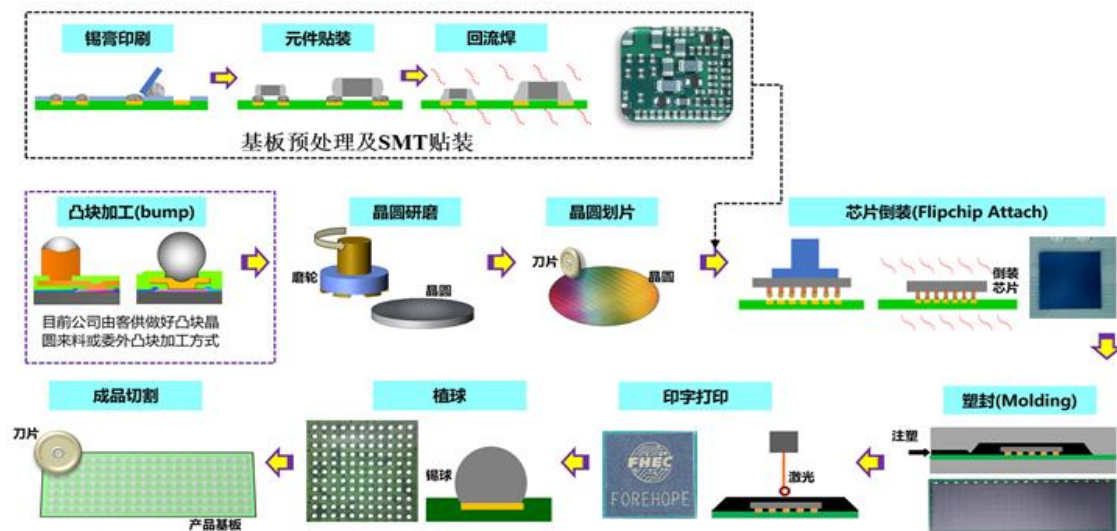 锡膏印刷
元件贴装
回流焊
基板预处理及SMT贴装
凸块加工(bump)
晶圆研磨
晶圆划片
芯片倒装(Flipchip Attach)
磨轮
晶圆
刀片
晶圆
倒装
芯片
目前公司由客供做好凸块晶
圆来料或委外凸块加工方式
成品切割
植球
印字打印
塑封(Molding)
刀片
产品基板
锡球
FHEC
FOREHOPE
激光
注塑